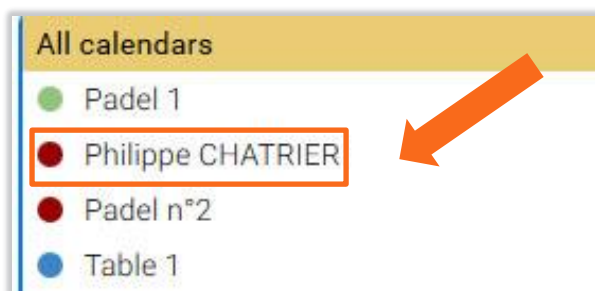 All calendars
Padel 1
Philippe CHATRIER
Padel n°2
Table 1